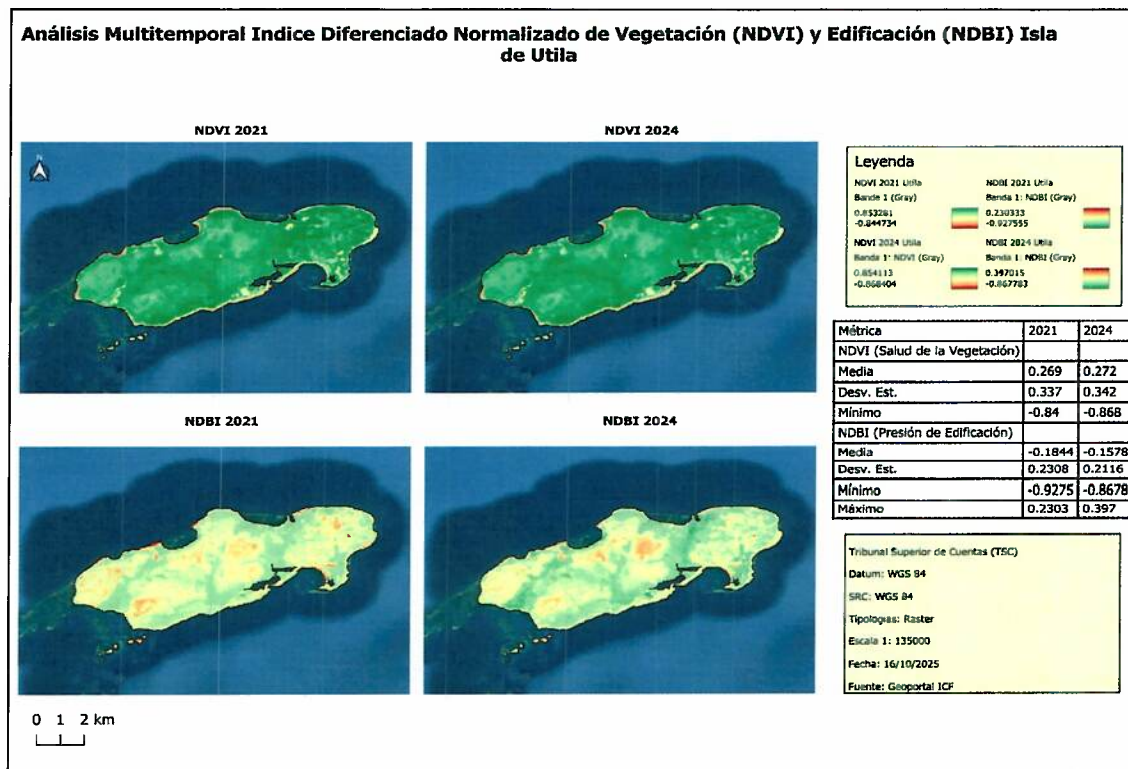 Análisis Multitemporal Indice Diferenciado Normalizado de Vegetación (NDVI) y Edificación (NDBI) Isla
de Utila
NDVI 2021
NDVI 2024
N
NDBI 2021
NDBI 2024
0 1 2 km
Leyenda
NDVI 2021 Utila
Banda 1 (Gray)
0.853281
-0.844734
NDBI 2021 Utila
Banda 1: NDBI (Gray)
0.230333
-0.927555
NDVI 2024 Utila
Banda 1: NDVI (Gray)
0.854113
-0.868404
NDBI 2024 Utila
Banda 1: NDBI (Gray)
0.397015
-0.867783
Métrica 2021 2024
NDVI (Salud de la Vegetación)
Media 0.269 0.272
Desv. Est. 0.337 0.342
Mínimo -0.84 -0.868
NDBI (Presión de Edificación)
Media -0.1844 -0.1578
Desv. Est. 0.2308 0.2116
Mínimo -0.9275 -0.8678
Máximo 0.2303 0.397
Tribunal Superior de Cuentas (TSC)
Datum: WGS 84
SRC: WGS 84
Tipologias: Raster
Escala 1: 135000
Fecha: 16/10/2025
Fuente: Geoportal ICF